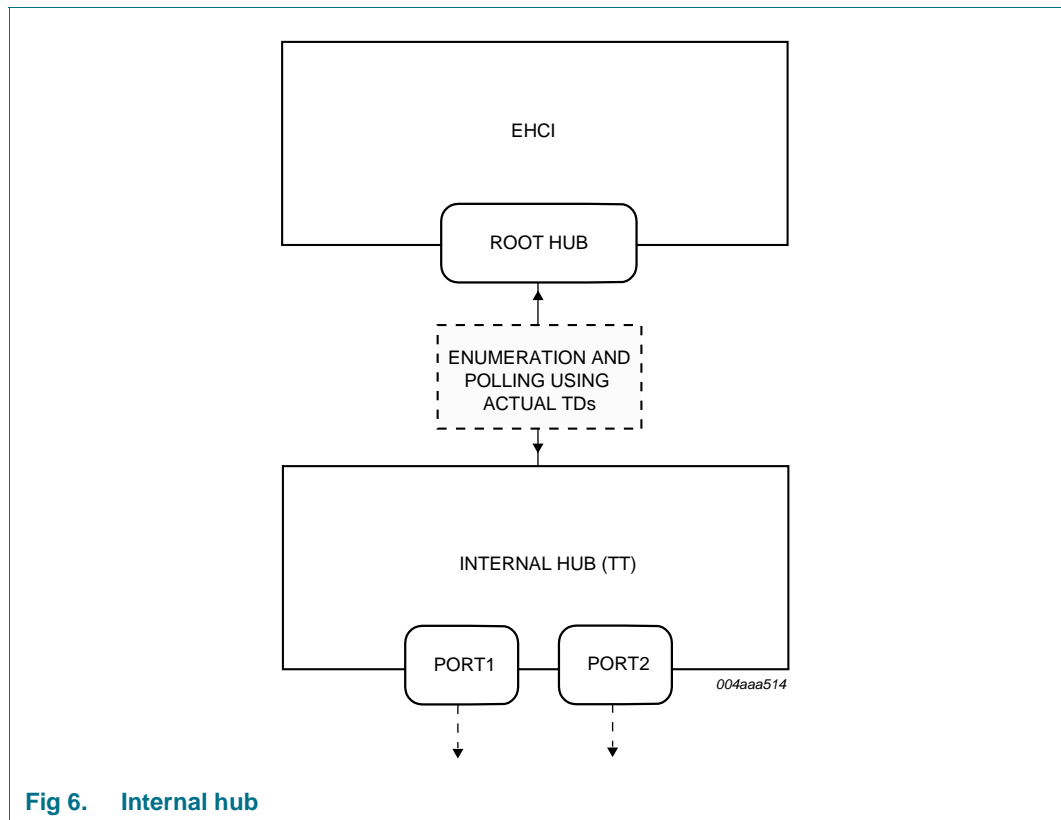 EHCI
ROOT HUB
ENUMERATION AND
POLLING USING
ACTUAL TDs
INTERNAL HUB (TT)
PORT1
PORT2
004aaa514
Fig 6. Internal hub